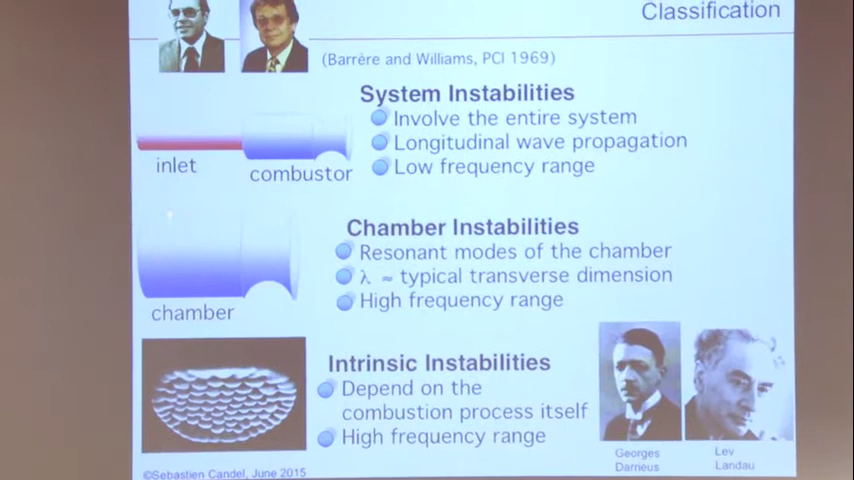 Classification
(Barrère and Williams, PCI 1969)
System Instabilities
Involve the entire system
Longitudinal wave propagation
Low frequency range
inlet
combustor
Chamber Instabilities
Resonant modes of the chamber
λ ≈ typical transverse dimension
High frequency range
chamber
Intrinsic Instabilities
Depend on the
combustion process itself
High frequency range
Georges
Darrieus
Lev
Landau
©Sebastien Candel, June 2015